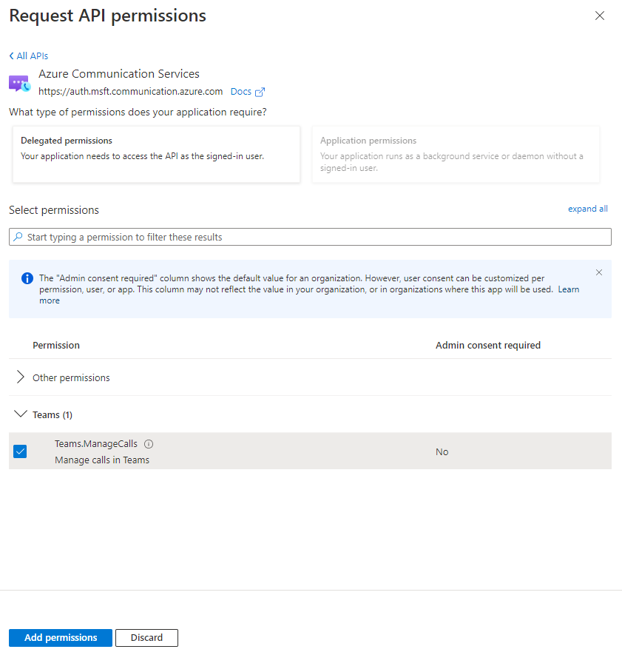 Request API permissions
All APIs
Azure Communication Services
https://auth.msft.communication.azure.com Docs
What type of permissions does your application require?
Delegated permissions
Your application needs to access the API as the signed-in user.
Application permissions
Your application runs as a background service or daemon without a
signed-in user.
Select permissions
expand all
Start typing a permission to filter these results
The "Admin consent required" column shows the default value for an organization. However, user consent can be customized per
permission, user, or app. This column may not reflect the value in your organization, or in organizations where this app will be used. Learn
more
Permission Admin consent required
Other permissions
Teams (1)
Teams.ManageCalls
Manage calls in Teams
No
Add permissions Discard